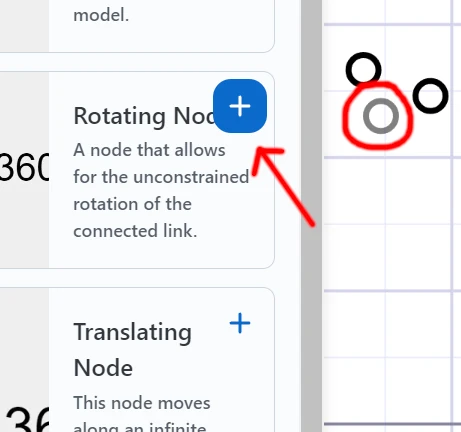 model.
Rotating Nod
A node that allows
for the unconstrained
rotation of the
connected link.
360
Translating
Node
This node moves
along an infinite
36